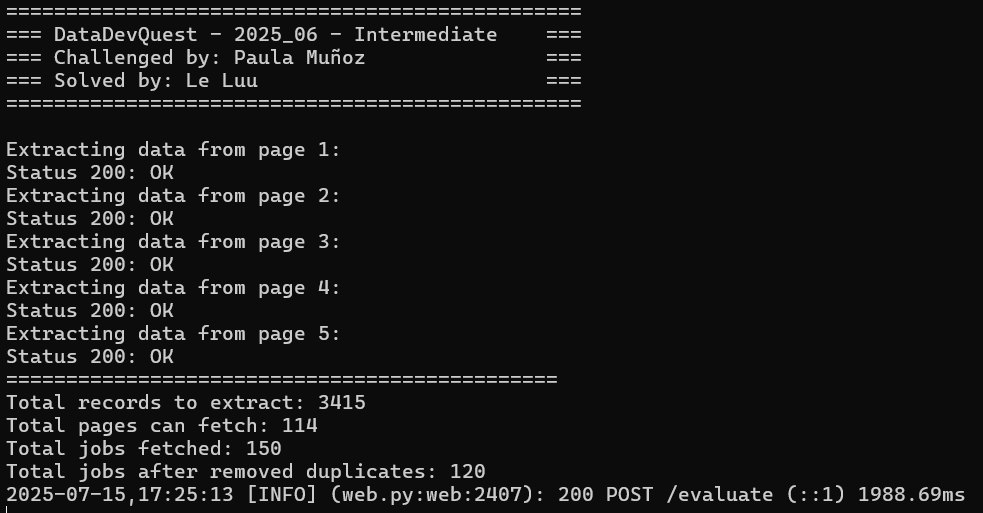 ================================================
=== DataDevQuest - 2025_06 - Intermediate    ===
=== Challenged by: Paula Muñoz               ===
=== Solved by: Le Luu                        ===
================================================

Extracting data from page 1:
Status 200: OK
Extracting data from page 2:
Status 200: OK
Extracting data from page 3:
Status 200: OK
Extracting data from page 4:
Status 200: OK
Extracting data from page 5:
Status 200: OK
==============================================
Total records to extract: 3415
Total pages can fetch: 114
Total jobs fetched: 150
Total jobs after removed duplicates: 120
2025-07-15,17:25:13 [INFO] (web.py:web:2407): 200 POST /evaluate (::1) 1988.69ms